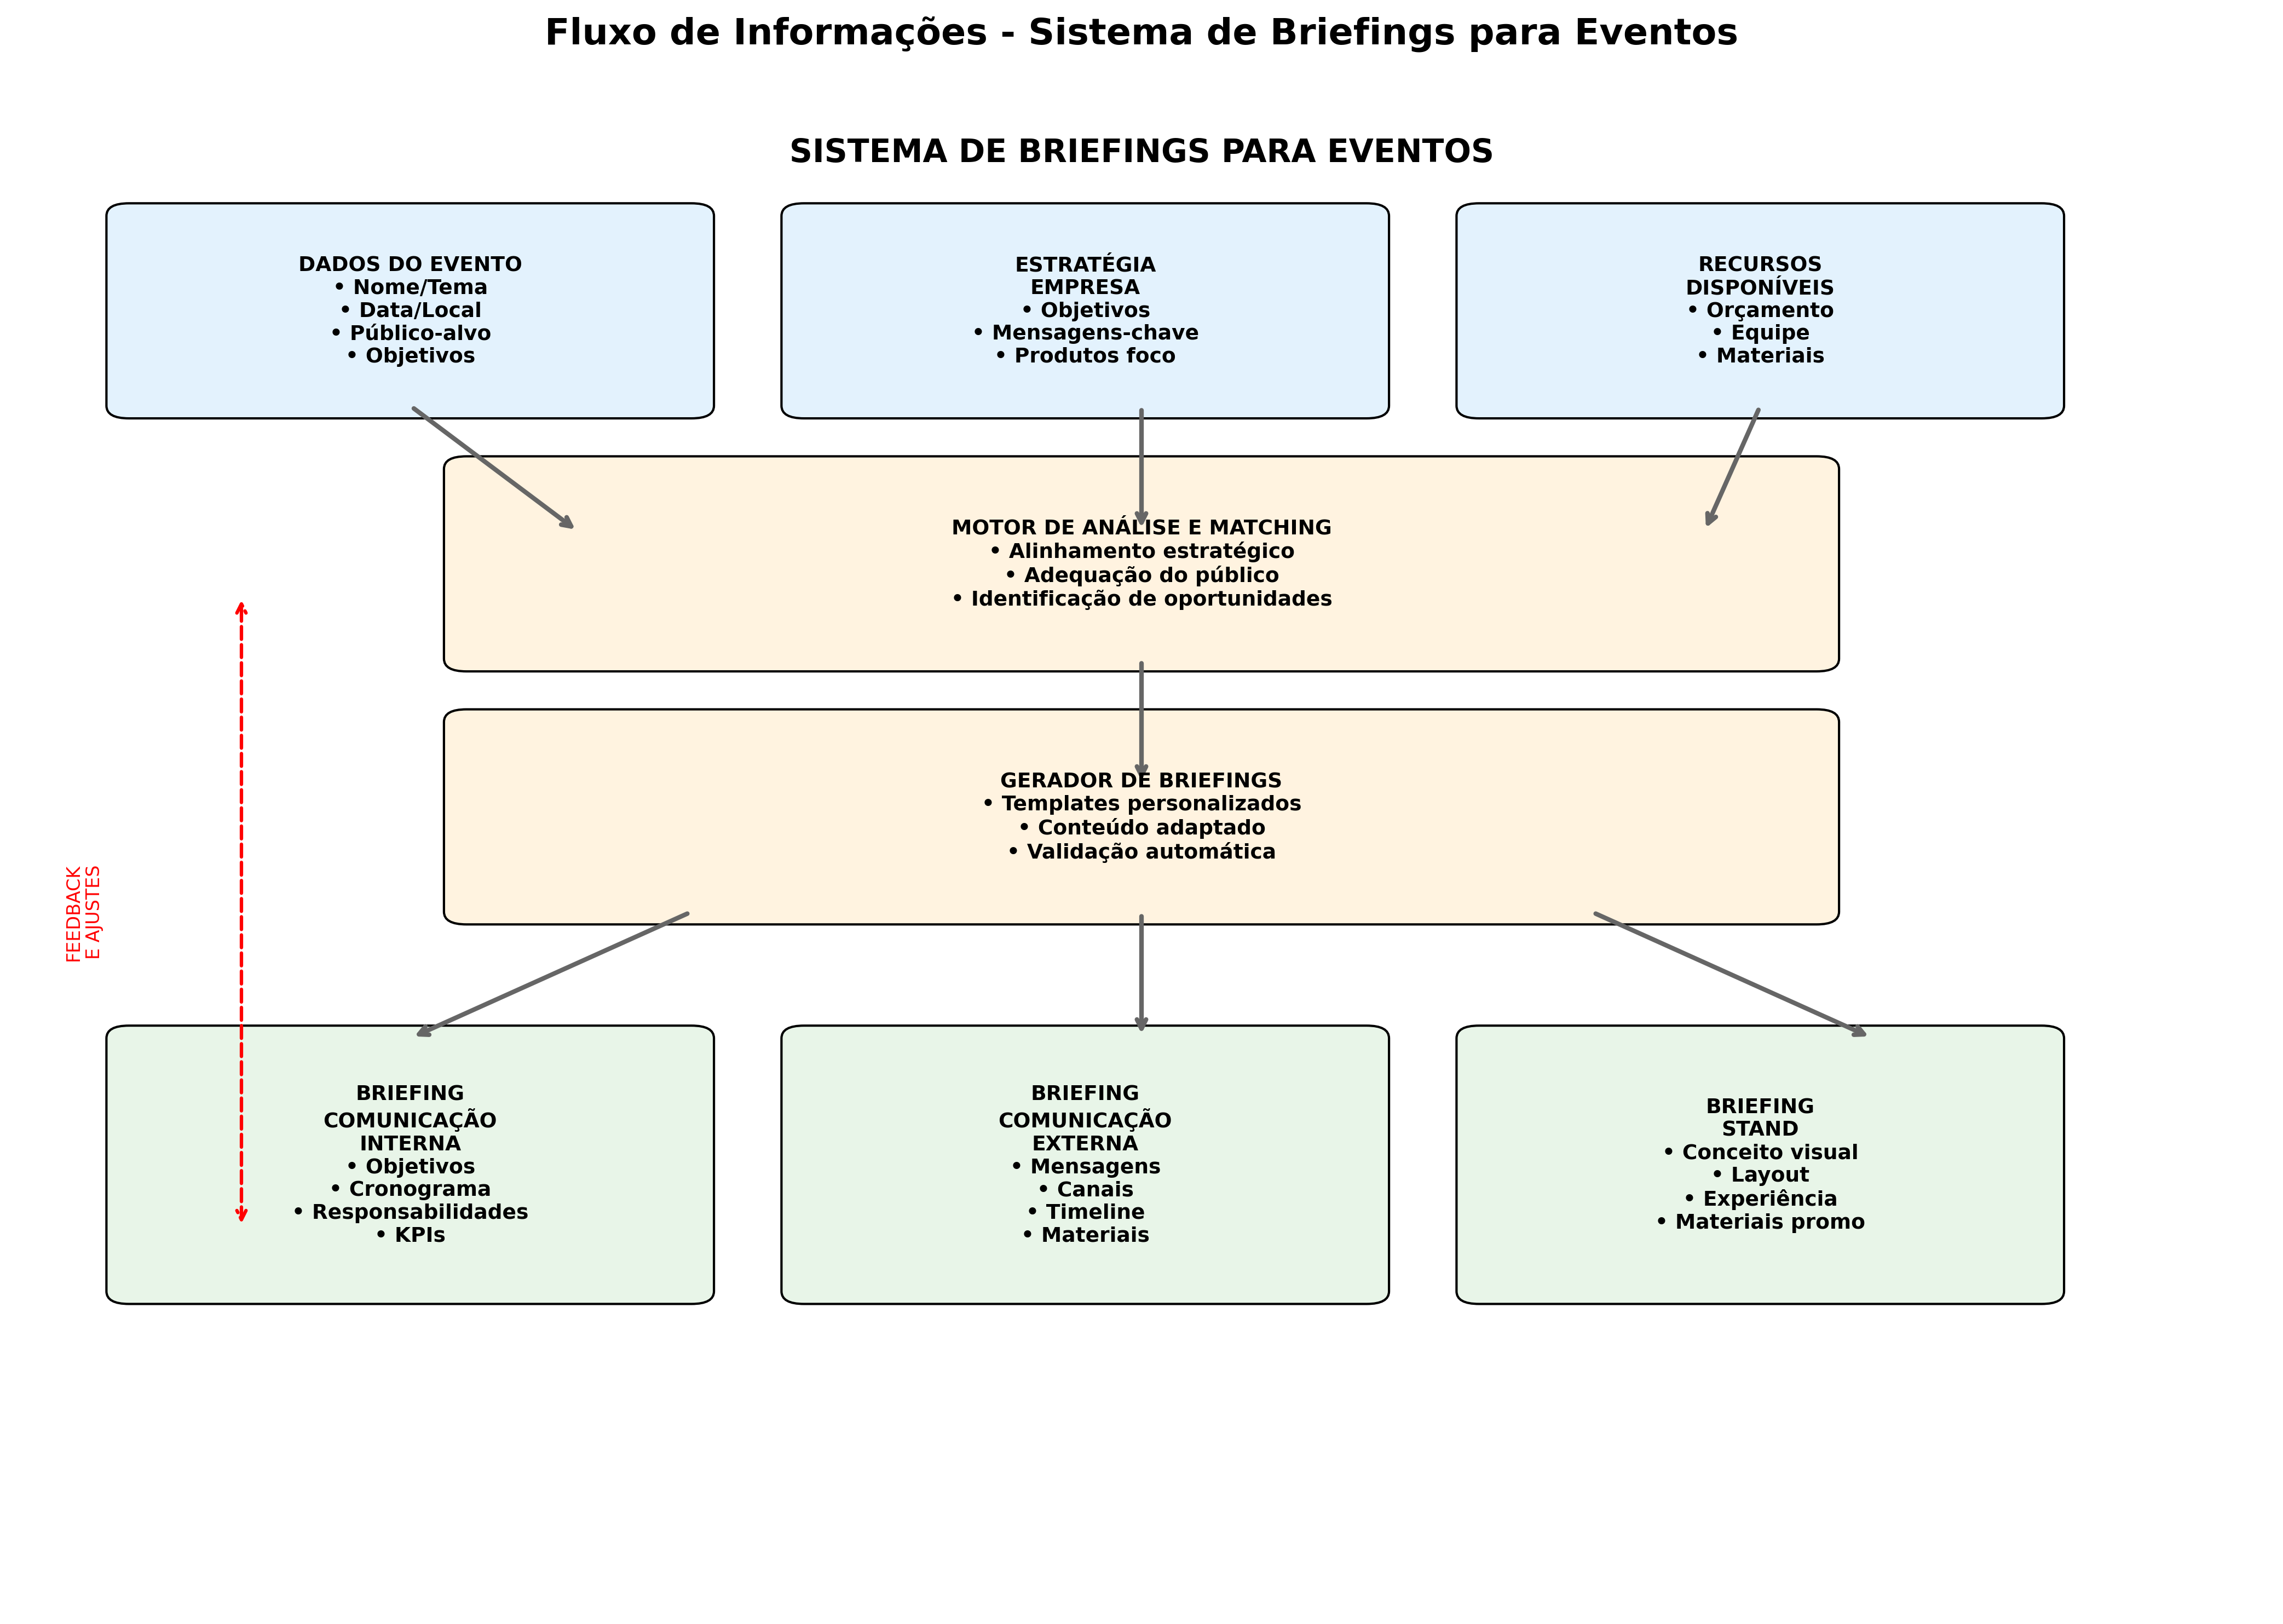 Fluxo de Informações - Sistema de Briefings para Eventos
SISTEMA DE BRIEFINGS PARA EVENTOS
DADOS DO EVENTO
• Nome/Tema
• Data/Local
• Público-alvo
• Objetivos
ESTRATÉGIA
EMPRESA
• Objetivos
• Mensagens-chave
• Produtos foco
RECURSOS
DISPONÍVEIS
• Orçamento
• Equipe
• Materiais
MOTOR DE ANÁLISE E MATCHING
• Alinhamento estratégico
• Adequação do público
• Identificação de oportunidades
GERADOR DE BRIEFINGS
• Templates personalizados
• Conteúdo adaptado
• Validação automática
FEEDBACK
E AJUSTES
BRIEFING
COMUNICAÇÃO
INTERNA
• Objetivos
• Cronograma
• Responsabilidades
• KPIs
BRIEFING
COMUNICAÇÃO
EXTERNA
• Mensagens
• Canais
• Timeline
• Materiais
BRIEFING
STAND
• Conceito visual
• Layout
• Experiência
• Materiais promo